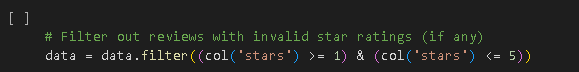 [ ]
# Filter out reviews with invalid star ratings (if any)
data = data.filter((col('stars') >= 1) & (col('stars') <= 5))